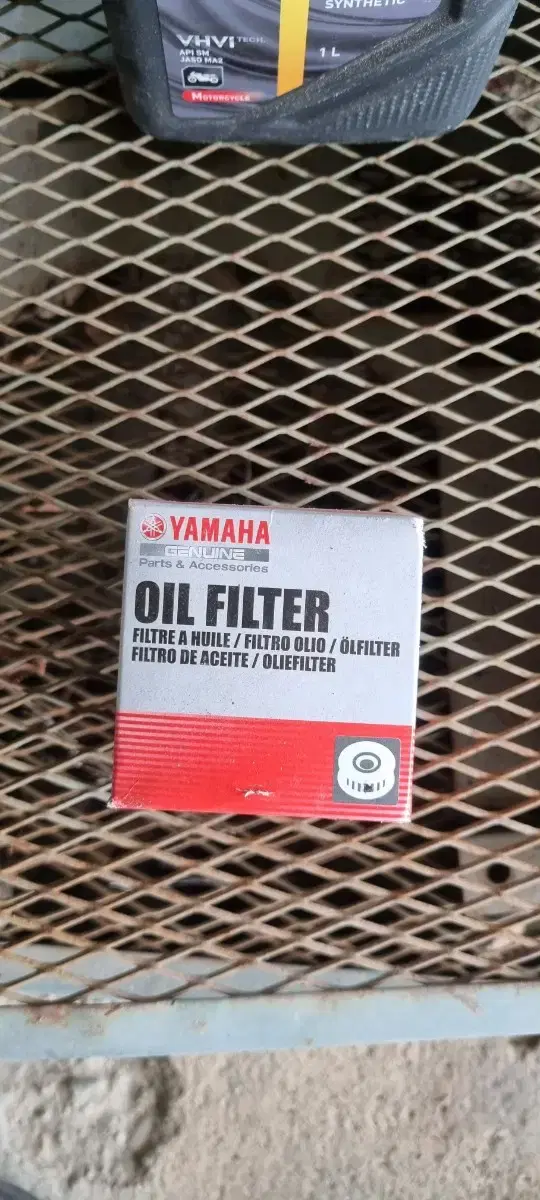 SYNTHETIC
VHVI TECH.
API SM
JASO MA2
1 L
MOTORCYCLE
YAMAHA
GENUINE
Parts & Accessories
OIL FILTER
FILTRE A HUILE / FILTRO OLIO / ÖLFILTER
FILTRO DE ACEITE / OLIEFILTER